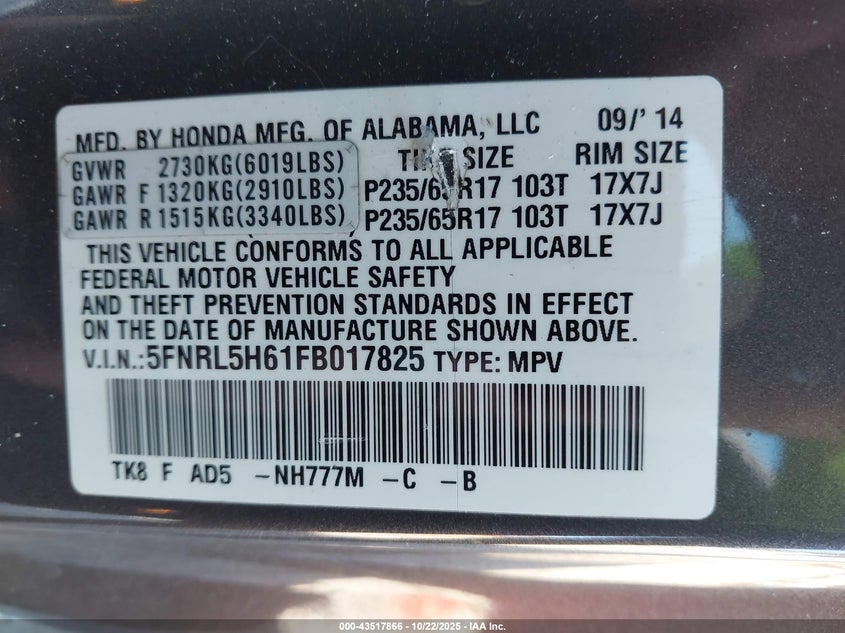 MFD. BY HONDA MFG. OF ALABAMA, LLC 09/'14
GVWR 2730KG(6019LBS) SIZE RIM SIZE
GAWR F 1320KG(2910LBS) P235/65R17 103T 17X7J
GAWR R 1515KG(3340LBS) P235/65R17 103T 17X7J
THIS VEHICLE CONFORMS TO ALL APPLICABLE
FEDERAL MOTOR VEHICLE SAFETY
AND THEFT PREVENTION STANDARDS IN EFFECT
ON THE DATE OF MANUFACTURE SHOWN ABOVE.
V.I.N.:5FNRL5H61FB017825 TYPE: MPV
TK8 F AD5 -NH777M -C -B
000-43517866 | 10/22/2025 | IAA Inc.